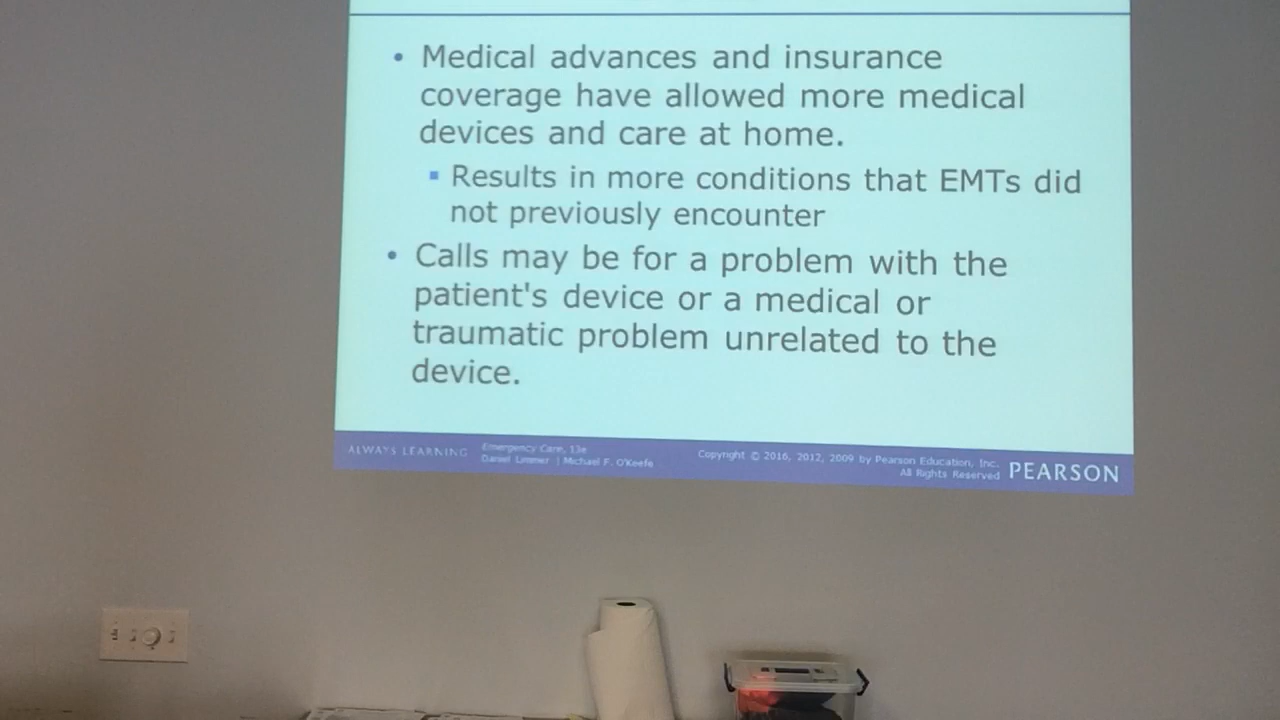 • Medical advances and insurance
coverage have allowed more medical
devices and care at home.
▪ Results in more conditions that EMTs did
not previously encounter
• Calls may be for a problem with the
patient's device or a medical or
traumatic problem unrelated to the
device.
ALWAYS LEARNING
Emergency Care, 13e
Daniel Limmer | Michael F. O'Keefe
Copyright © 2016, 2012, 2009 by Pearson Education, Inc.
All Rights Reserved
PEARSON